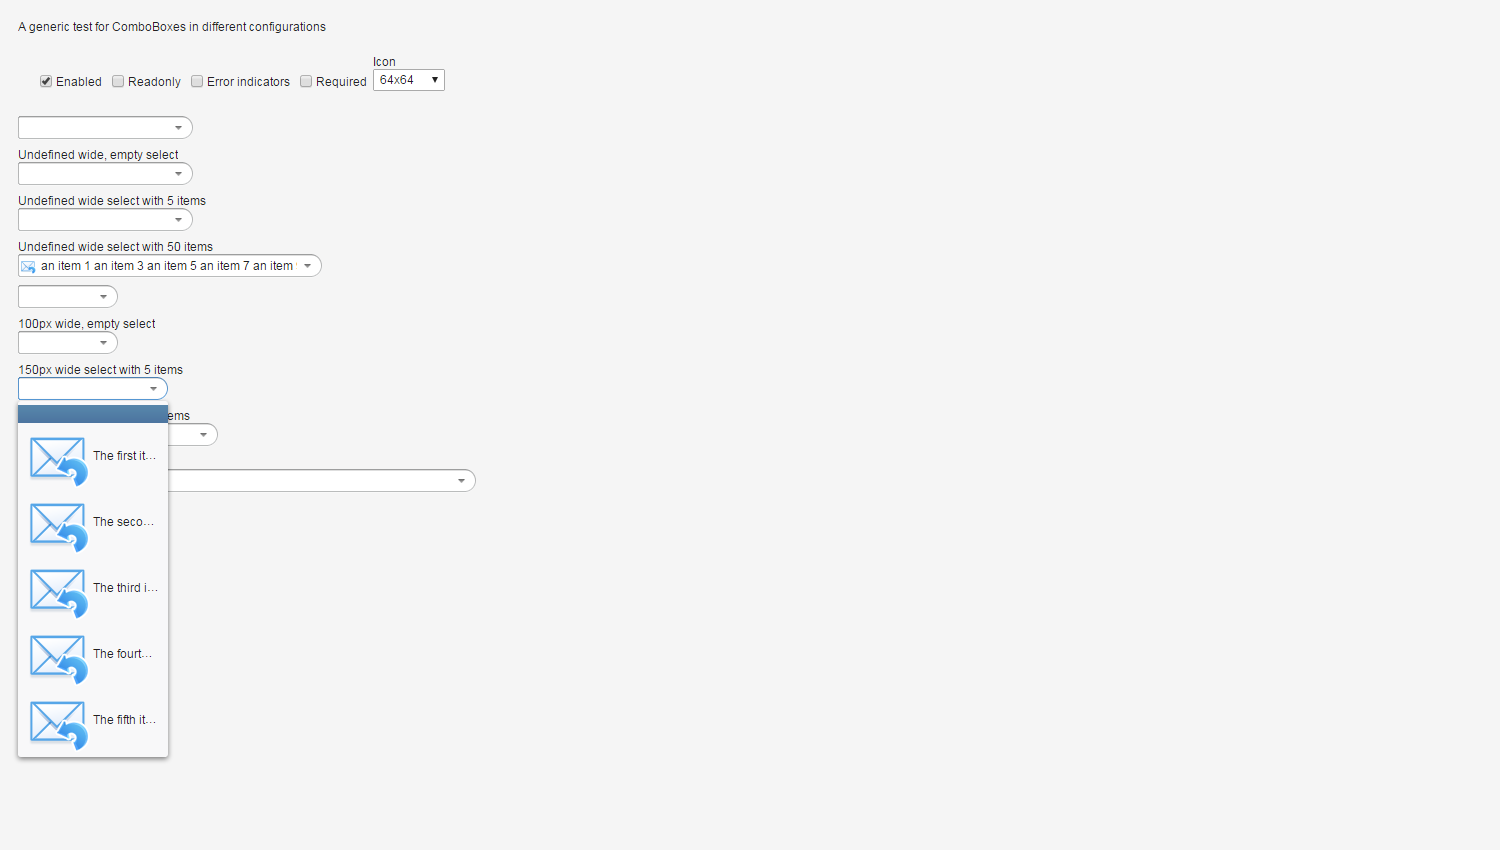 A generic test for ComboBoxes in different configurations
Icon
Enabled Readonly Error indicators Required 64x64
Undefined wide, empty select
Undefined wide select with 5 items
Undefined wide select with 50 items
an item 1 an item 3 an item 5 an item 7 an item
100px wide, empty select
150px wide select with 5 items
ems
The first it...
The seco...
The third i...
The fourt...
The fifth it...